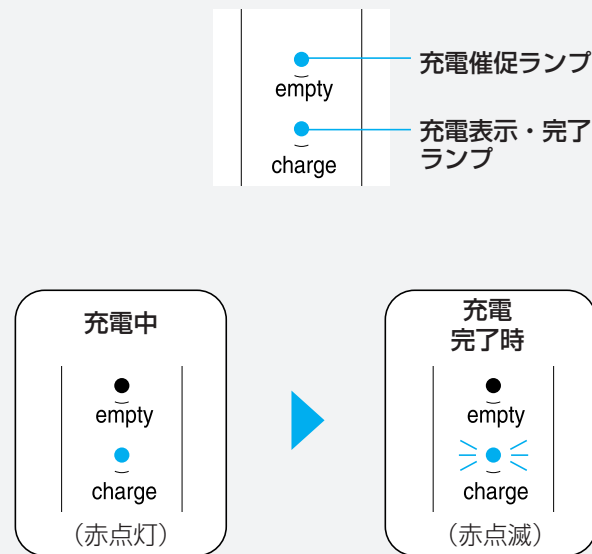 充電催促ランプ
empty
充電表示・完了
ランプ
charge
充電中
empty
charge
（赤点灯）
充電
完了時
empty
charge
（赤点滅）